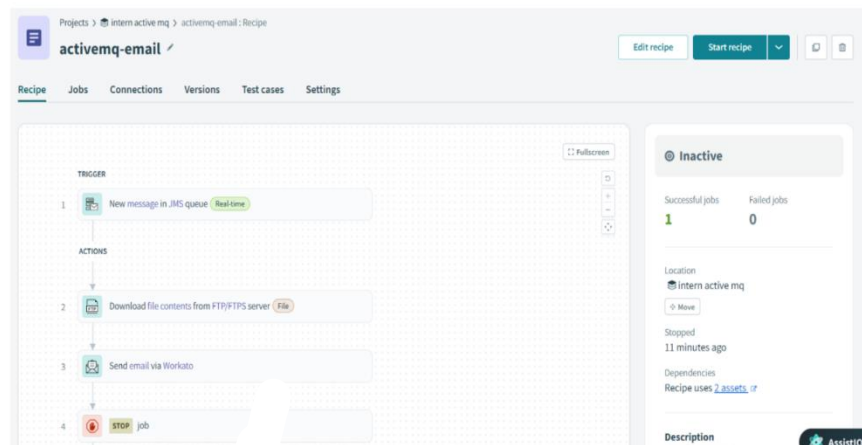 Projects > intern active mq > activemq-email : Recipe
activemq-email
Edit recipe
Start recipe
Recipe Jobs Connections Versions Test cases Settings
Fullscreen
TRIGGER
1 New message in JMS queue Real-time
ACTIONS
2 Download file contents from FTP/FTPS server File
3 Send email via Workato
4 STOP job
Inactive
Successful jobs Failed jobs
1 0
Location
intern active mq
Move
Stopped
11 minutes ago
Dependencies
Recipe uses 2 assets
Description